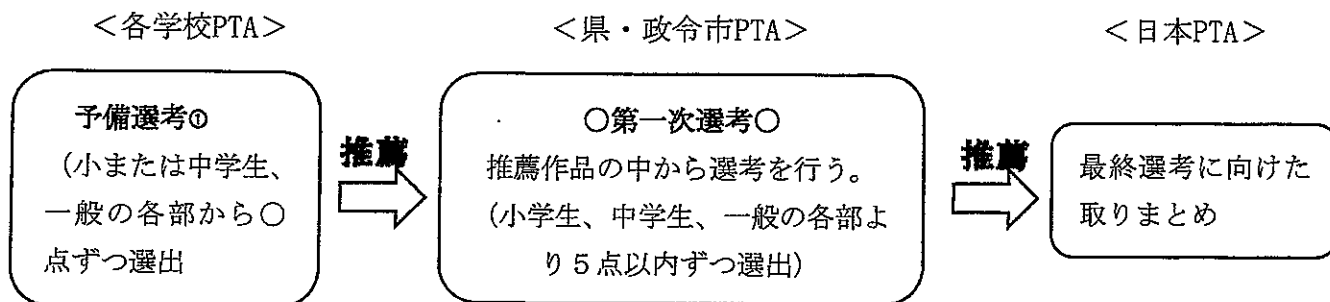 ＜各学校PTA＞
＜県・政令市PTA＞
＜日本PTA＞
予備選考①
（小または中学生、
一般の各部から○
点ずつ選出
推薦
○第一次選考○
推薦作品の中から選考を行う。
（小学生、中学生、一般の各部よ
り５点以内ずつ選出）
推薦
最終選考に向けた
取りまとめ